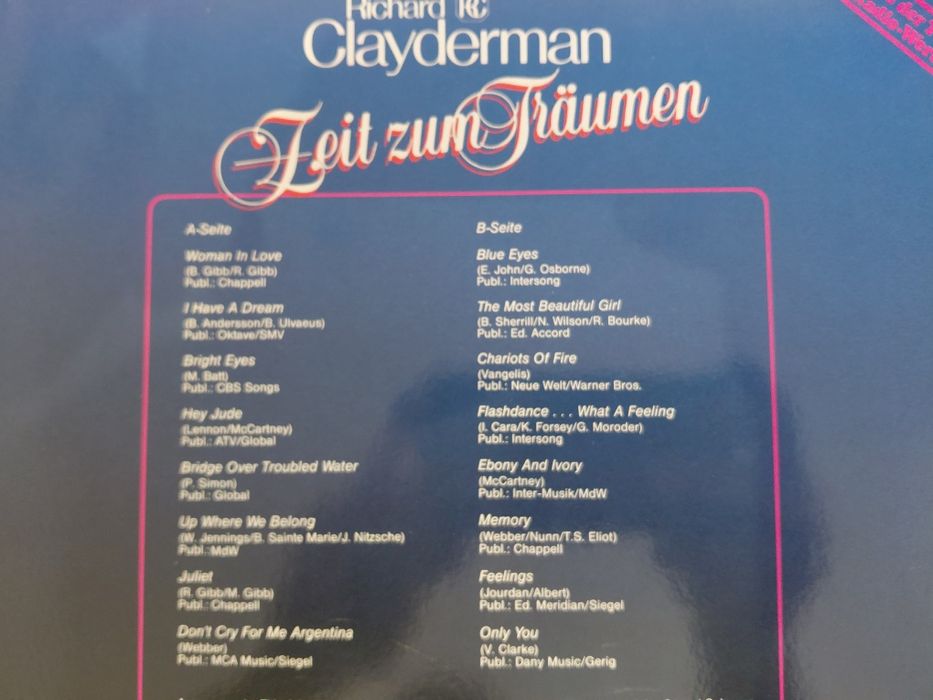 Richard RC
Clayderman
Zeit zum Träumen
A-Seite
Woman In Love
(B. Gibb/R. Gibb)
Publ.: Chappell
I Have A Dream
(B. Andersson/B. Ulvaeus)
Publ.: Oktave/SMV
Bright Eyes
(M. Batt)
Publ.: CBS Songs
Hey Jude
(Lennon/McCartney)
Publ.: ATV/Global
Bridge Over Troubled Water
(P. Simon)
Publ.: Global
Up Where We Belong
(W. Jennings/B. Sainte Marie/J. Nitzsche)
Publ.: MdW
Juliet
(R. Gibb/M. Gibb)
Publ.: Chappell
Don't Cry For Me Argentina
(Webber)
Publ.: MCA Music/Siegel
B-Seite
Blue Eyes
(E. John/G. Osborne)
Publ.: Intersong
The Most Beautiful Girl
(B. Sherrill/N. Wilson/R. Bourke)
Publ.: Ed. Accord
Chariots Of Fire
(Vangelis)
Publ.: Neue Welt/Warner Bros.
Flashdance . . . What A Feeling
(I. Cara/K. Forsey/G. Moroder)
Publ.: Intersong
Ebony And Ivory
(McCartney)
Publ.: Inter-Musik/MdW
Memory
(Webber/Nunn/T.S. Eliot)
Publ.: Chappell
Feelings
(Jourdan/Albert)
Publ.: Ed. Meridian/Siegel
Only You
(V. Clarke)
Publ.: Dany Music/Gerig
der